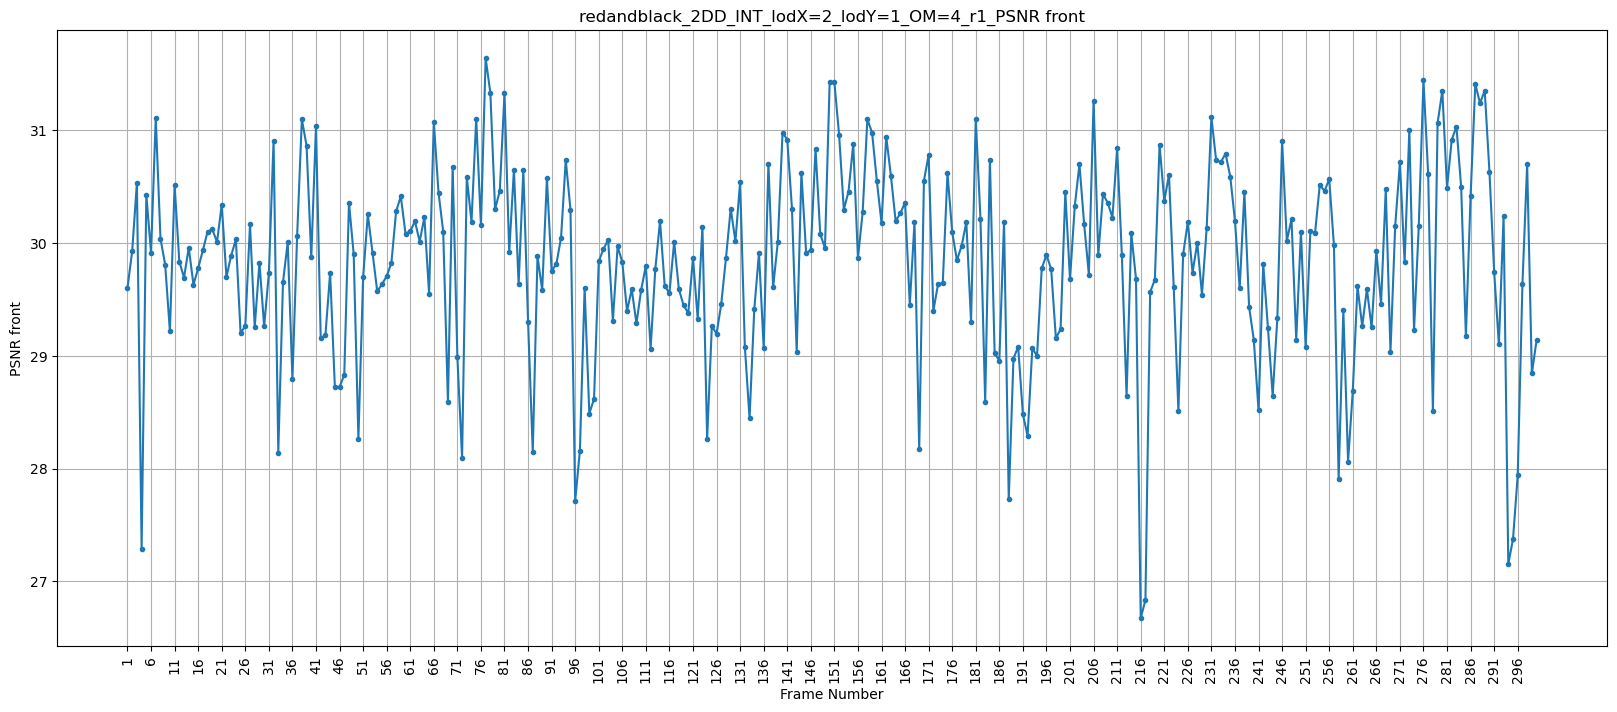 redandblack_2DD_INT_lodX=2_lodY=1_OM=4_r1_PSNR front
PSNR front
31
30
29
28
27
1 6 11 16 21 26 31 36 41 46 51 56 61 66 71 76 81 86 91 96 101 106 111 116 121 126 131 136 141 146 151 156 161 166 171 176 181 186 191 196 201 206 211 216 221 226 231 236 241 246 251 256 261 266 271 276 281 286 291 296
Frame Number